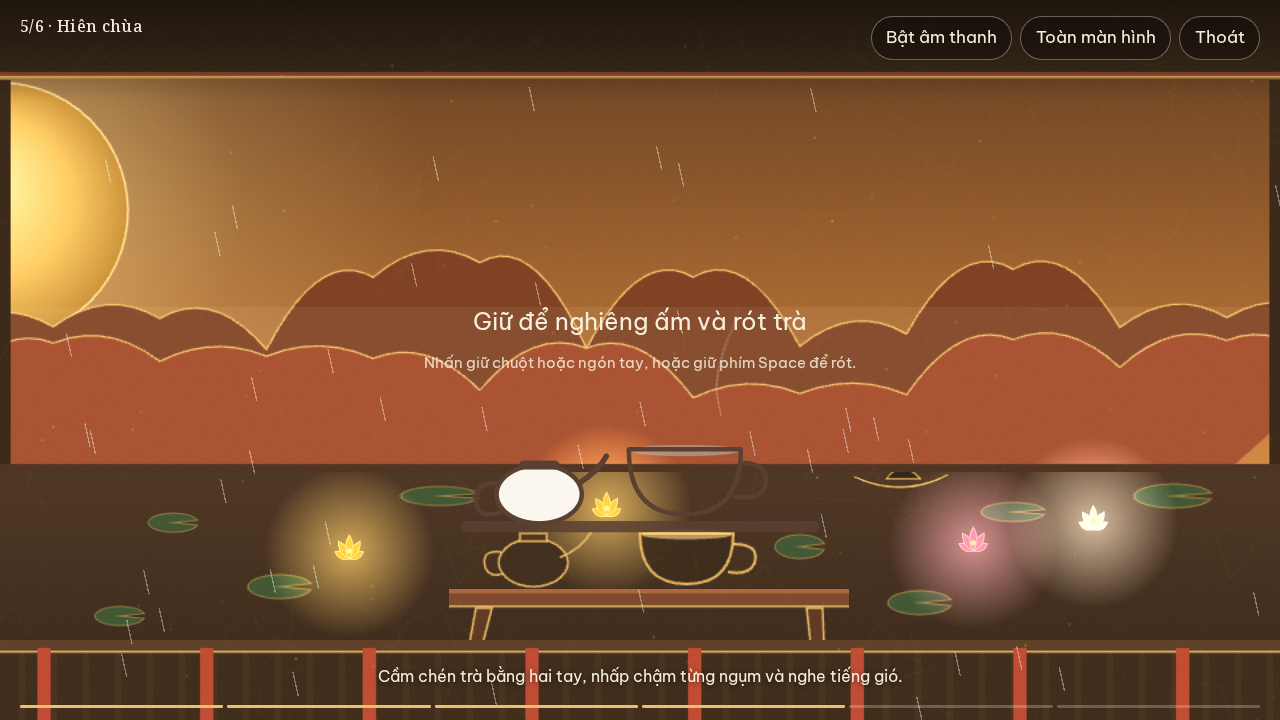 5/6 · Hiên chùa
Bật âm thanh
Toàn màn hình
Thoát
Giữ để nghiêng ấm và rót trà
Nhấn giữ chuột hoặc ngón tay, hoặc giữ phím Space để rót.
Cầm chén trà bằng hai tay, nhấp chậm từng ngụm và nghe tiếng gió.